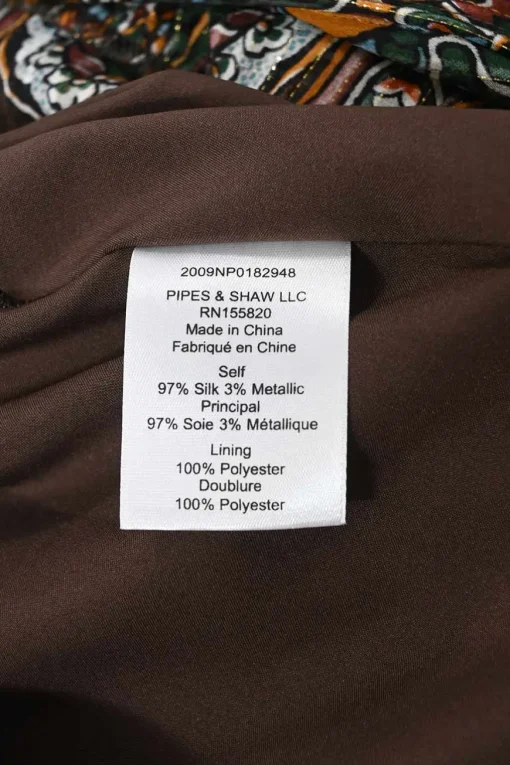 2009NP0182948
PIPES & SHAW LLC
RN155820
Made in China
Fabriqué en Chine
Self
97% Silk 3% Metallic
Principal
97% Soie 3% Métallique
Lining
100% Polyester
Doublure
100% Polyester